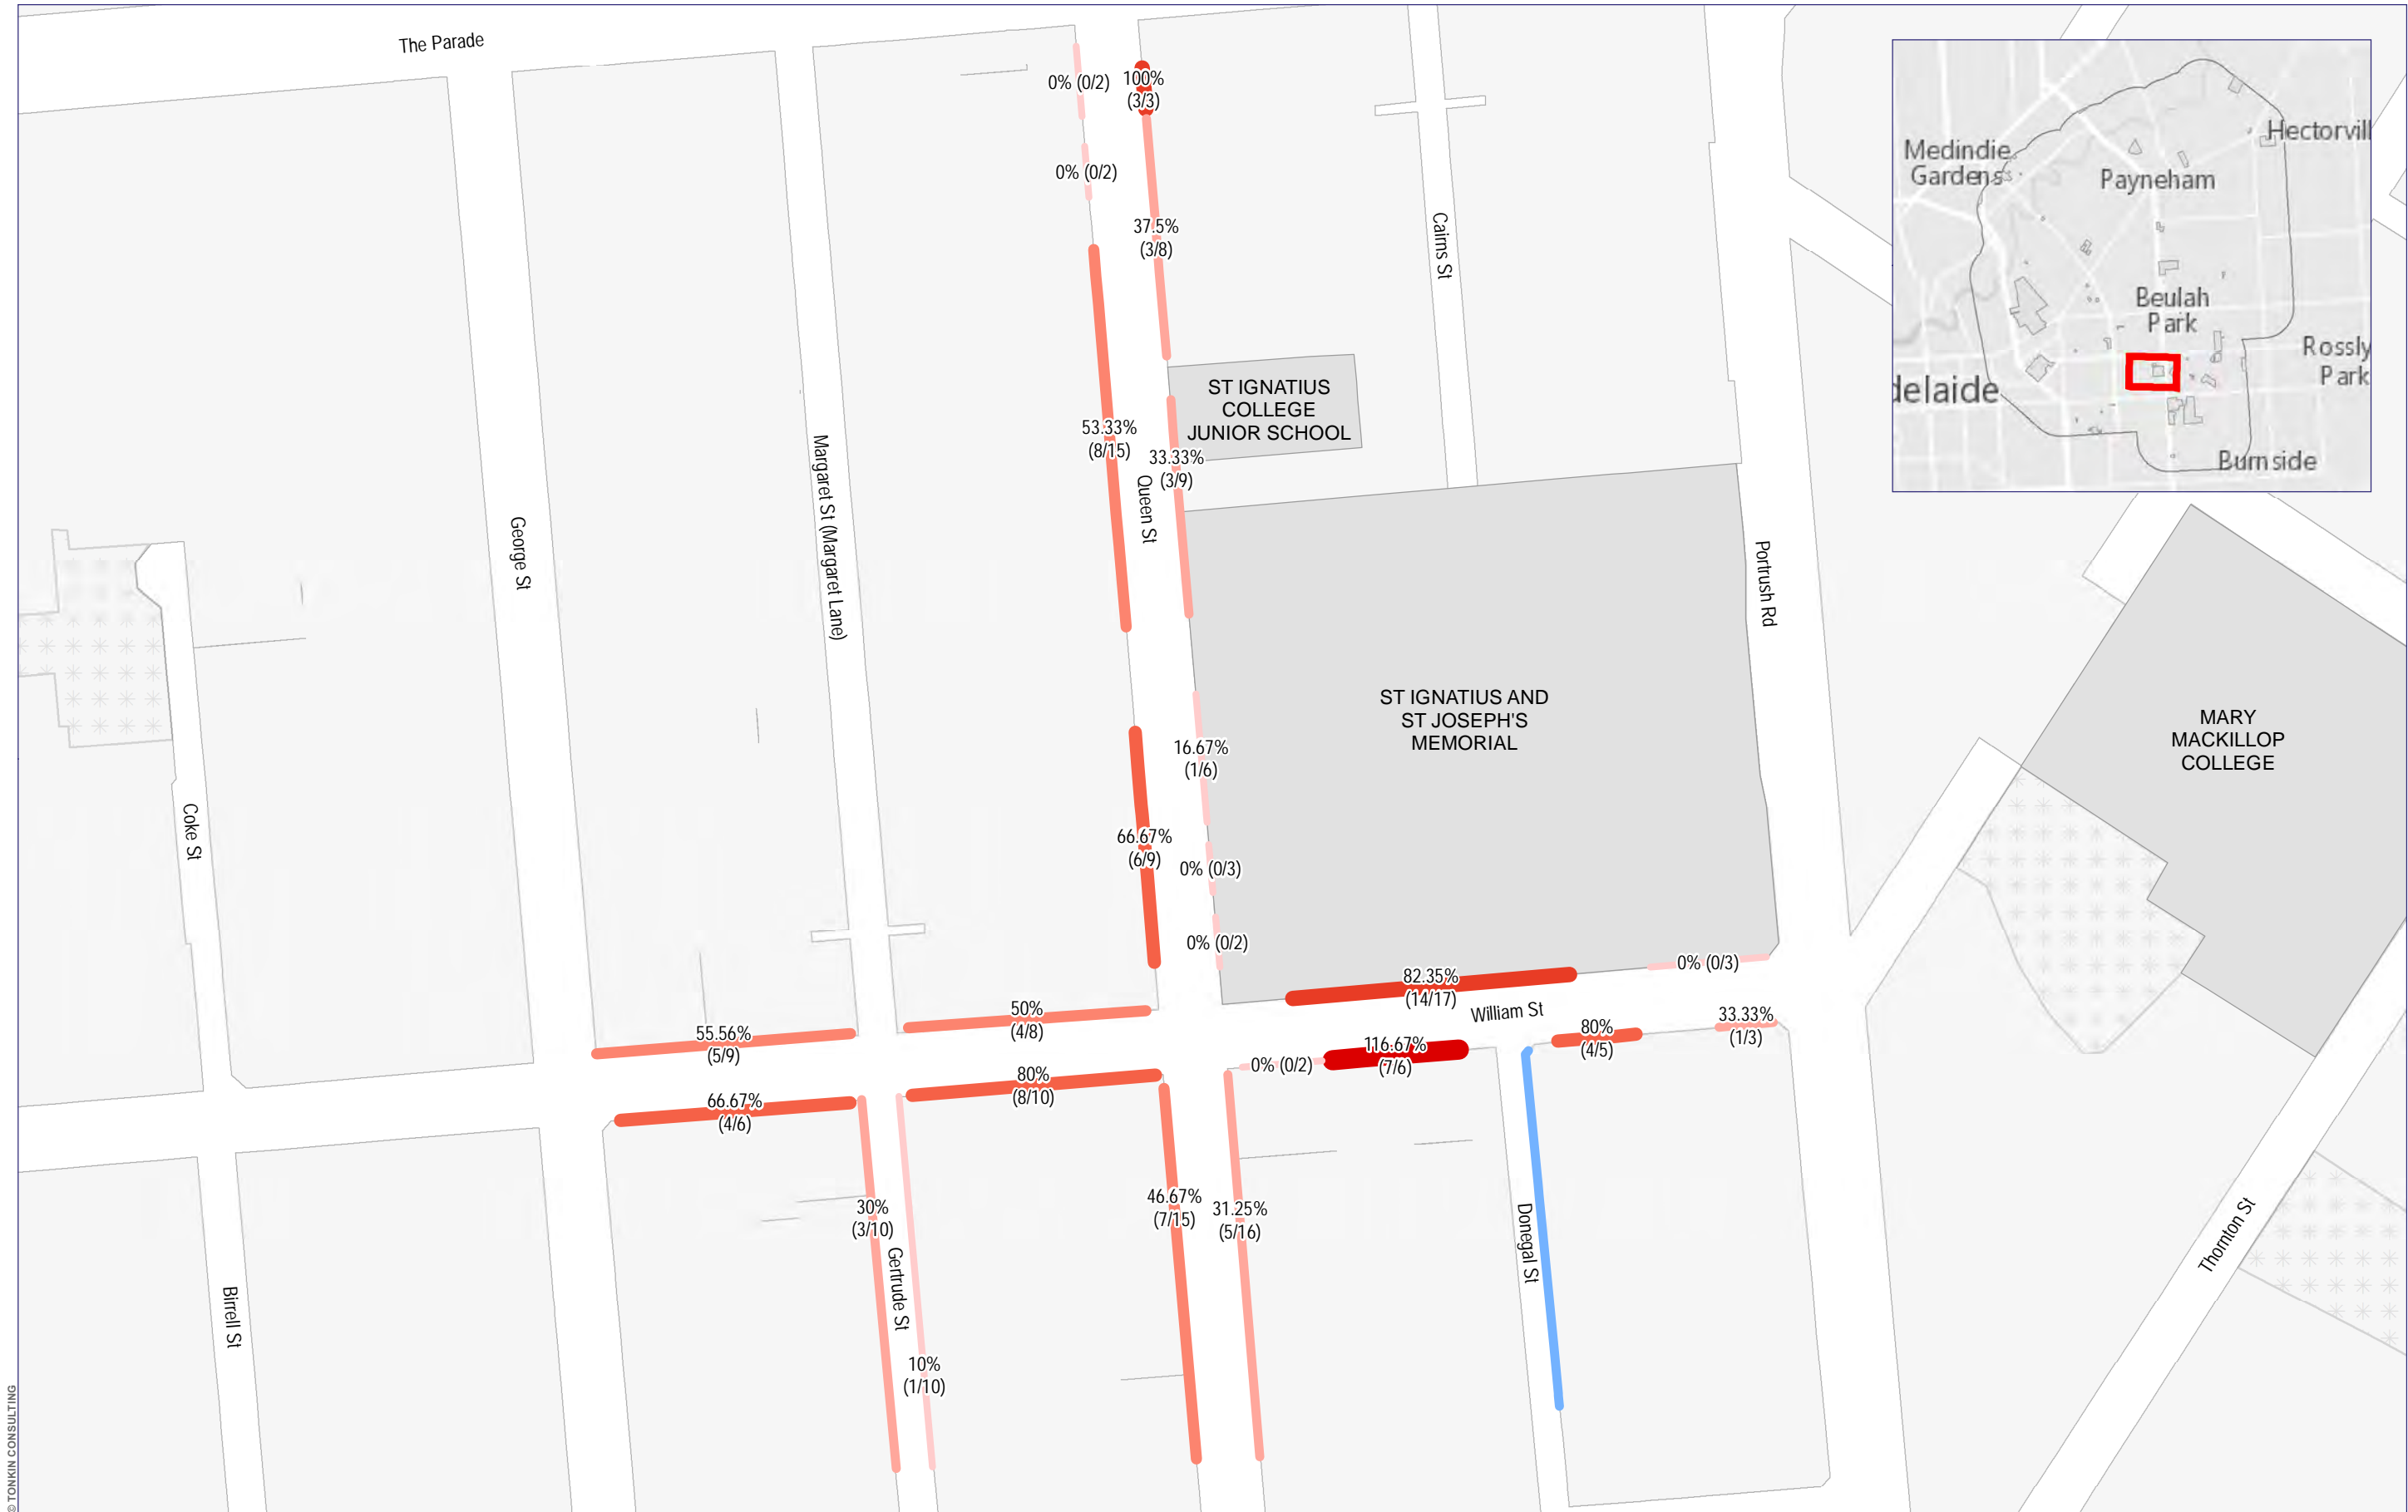 The Parade
0% (0/2)
100%
(3/3)
0% (0/2)
37.5%
(3/8)
Cairns St
Medindie
Gardens
Payneham
Beulah
Park
Burnside
ST IGNATIUS
COLLEGE
JUNIOR SCHOOL
53.33%
(8/15)
33.33%
(3/9)
Queen St
Margaret St (Margaret Lane)
George St
Portrush Rd
ST IGNATIUS AND
ST JOSEPH'S
MEMORIAL
MARY
MACKILLOP
COLLEGE
16.67%
(1/6)
Coke St
66.67%
(6/9)
0% (0/3)
0% (0/2)
0% (0/3)
82.35%
(14/17)
William St
50%
(4/8)
55.56%
(5/9)
33.33%
(1/3)
80%
(4/5)
116.67%
(7/6)
0% (0/2)
80%
(8/10)
66.67%
(4/6)
30%
(3/10)
46.67%
(7/15)
31.25%
(5/16)
Gertrude St
Donegal St
Thornton St
Birrell St
10%
(1/10)
© TONKIN CONSULTING